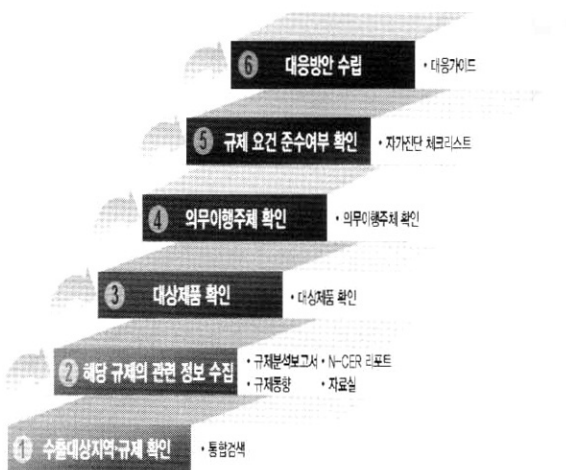 6 대응방안 수립 • 대응가이드
5 규제 요건 준수여부 확인 • 자가진단 체크리스트
4 의무이행주체 확인 • 의무이행주체 확인
3 대상제품 확인 • 대상제품 확인
2 해당 규제의 관련 정보 수집 • 규제분석보고서 • N-CER 리포트
• 규제동향 • 자료실
1 수출대상지역·규제 확인 • 통합검색